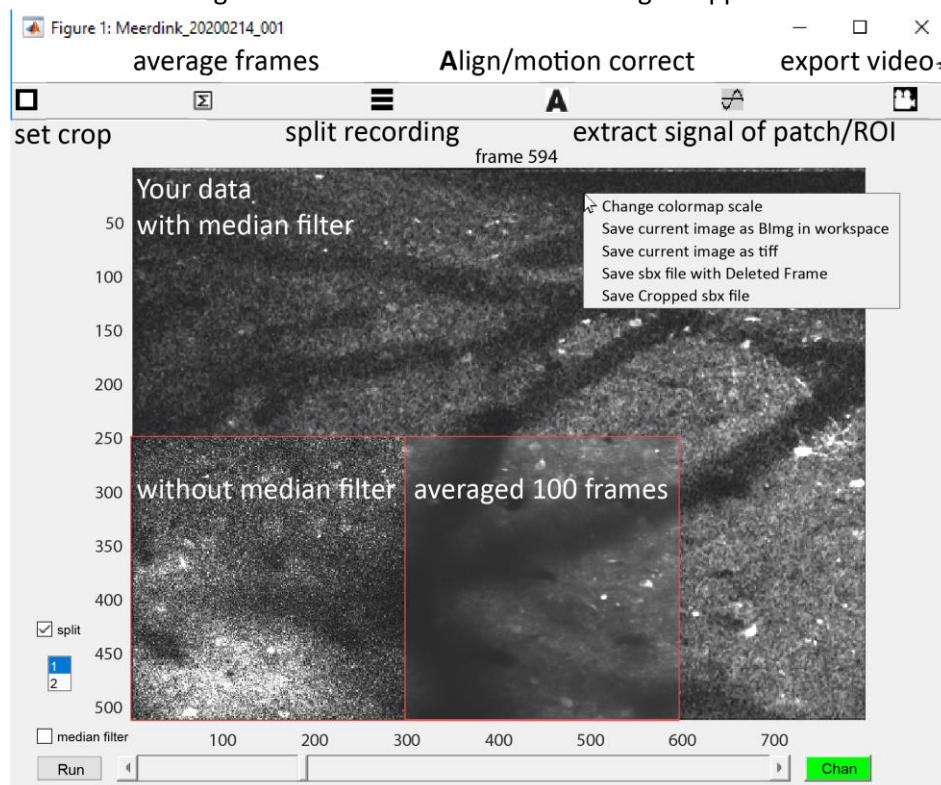 Figure 1: Meerdink_20200214_001
average frames Align/motion correct export video
Σ A
set crop split recording extract signal of patch/ROI
frame 594
Your data
with median filter
Change colormap scale
Save current image as BImg in workspace
Save current image as tiff
Save sbx file with Deleted Frame
Save Cropped sbx file
50
100
150
200
250
300
350
400
450
500
without median filter averaged 100 frames
split
1
2
median filter
100 200 300 400 500 600 700
Run Chan